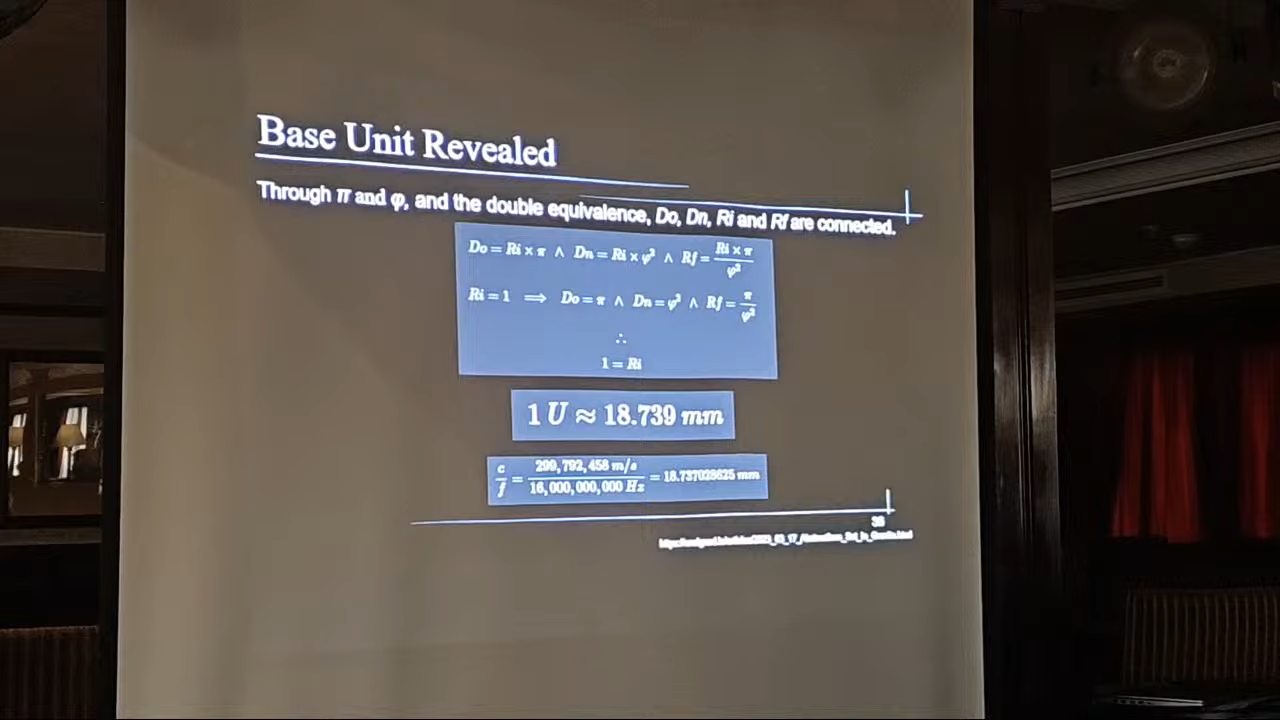 Base Unit Revealed
Through π and φ, and the double equivalence, Do, Dn, Ri and Rf are connected.
Do = Ri × π ∧ Dn = Ri × φ² ∧ Rf = Ri × π / φ²
Ri = 1 ⟹ Do = π ∧ Dn = φ² ∧ Rf = π / φ²
∴
1 = Ri
1 U ≈ 18.739 mm
c / f = 299,792,458 m/s / 16,000,000,000 Hz = 18.737028625 mm